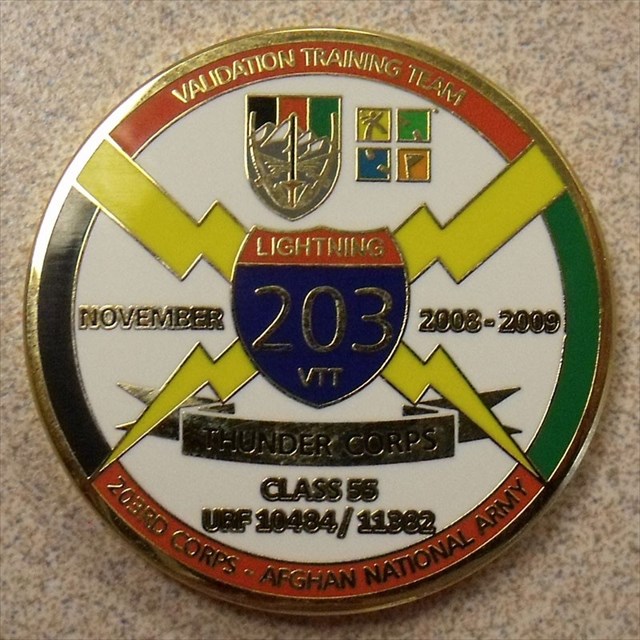 VALIDATION TRAINING TEAM
LIGHTNING
203
VTT
NOVEMBER 2008-2009
THUNDER CORPS
CLASS 55
URF 10484 / 11382
203RD CORPS - AFGHAN NATIONAL ARMY